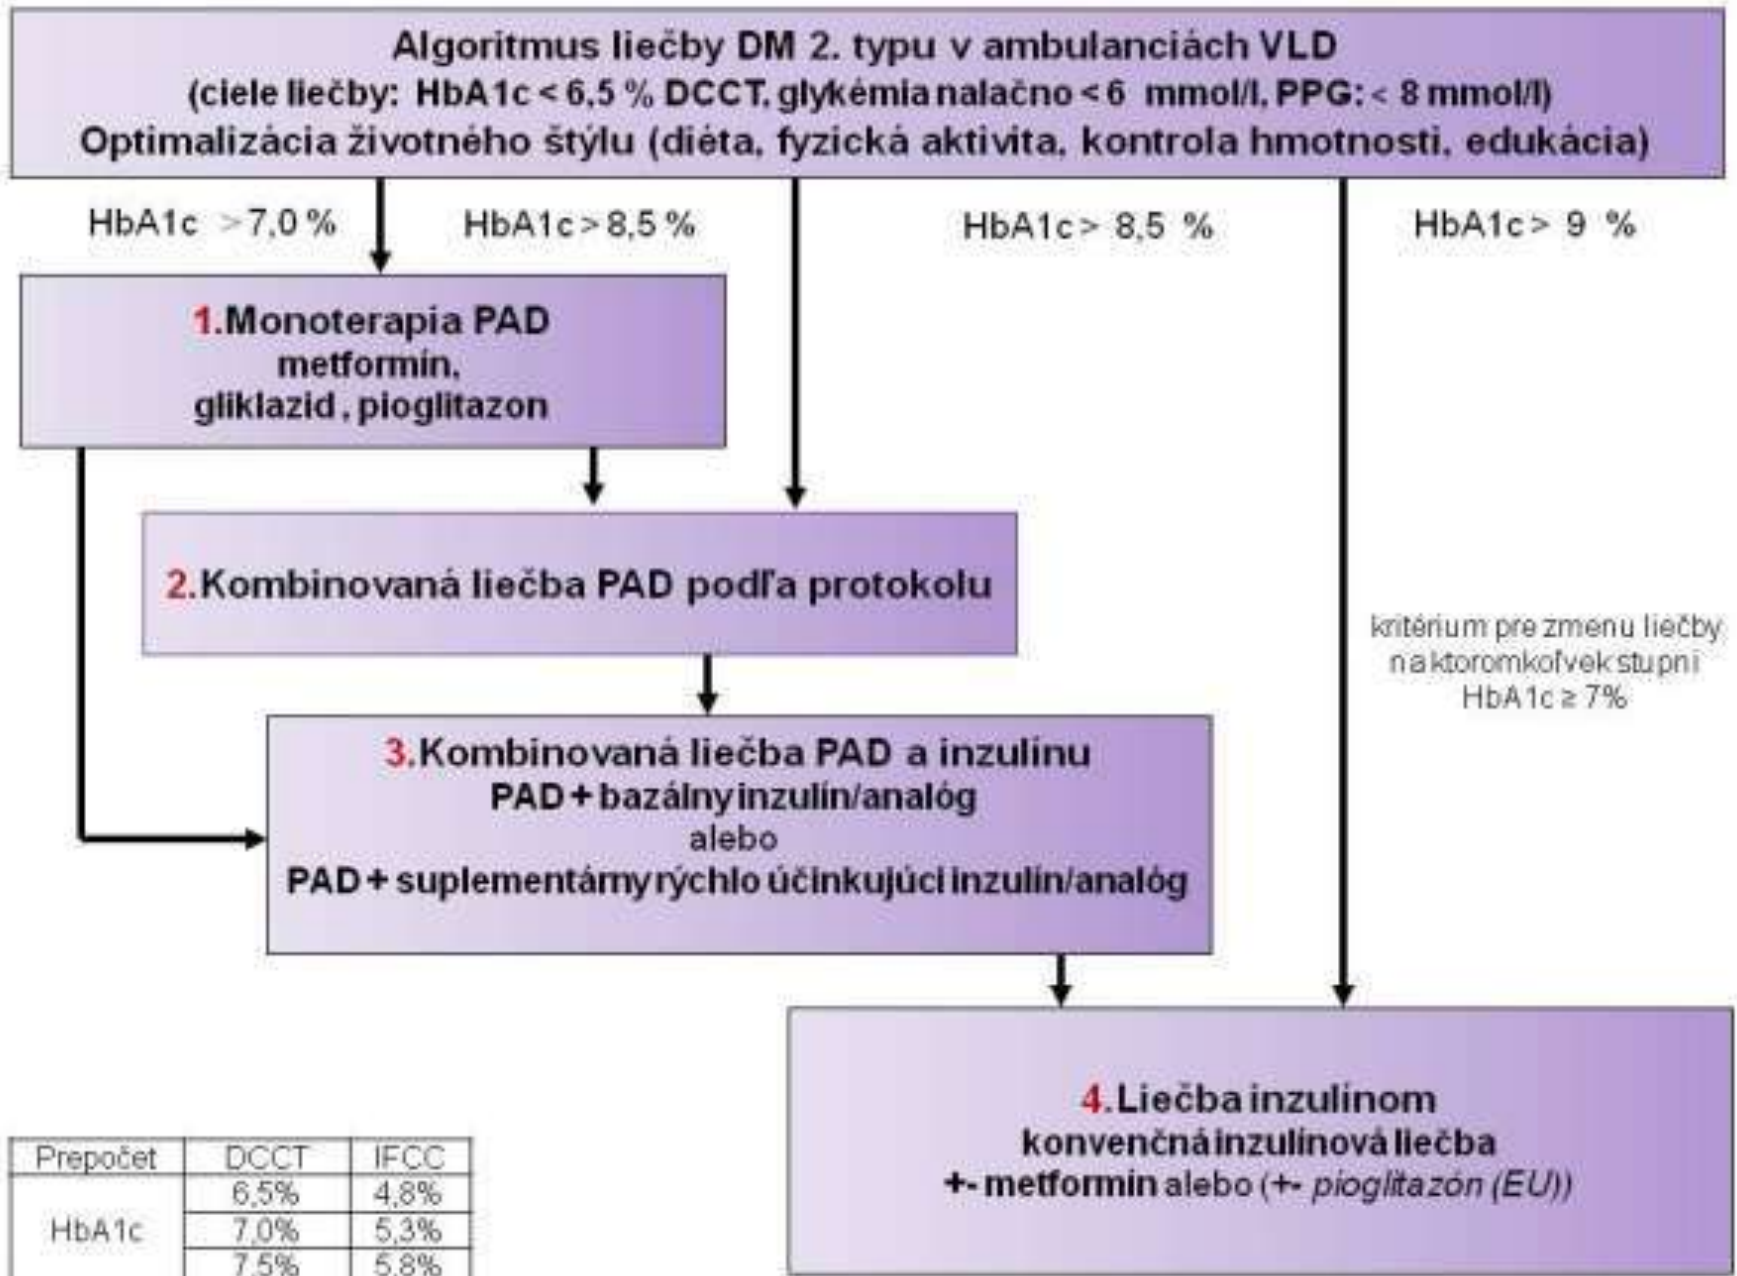 Algoritmus liečby DM 2. typu v ambulanciách VLD
(ciele liečby: HbA1c < 6,5 % DCCT, glykémia nalačno < 6 mmol/l, PPG: < 8 mmol/l)
Optimalizácia životného štýlu (diéta, fyzická aktivita, kontrola hmotnosti, edukácia)
HbA1c > 7,0 %
HbA1c > 8,5 %
HbA1c > 8,5 %
HbA1c > 9 %
1.Monoterapia PAD
metformín,
gliklazid, pioglitazon
2.Kombinovaná liečba PAD podľa protokolu
kritérium pre zmenu liečby
na ktoromkoľvek stupni
HbA1c ≥ 7%
3.Kombinovaná liečba PAD a inzulínu
PAD + bazálny inzulín/analóg
alebo
PAD + suplementárny rýchlo účinkujúci inzulín/analóg
4.Liečba inzulínom
konvenčná inzulínová liečba
+- metformin alebo (+- pioglitazón (EU))
Prepočet DCCT IFCC
6,5% 4,8%
HbA1c 7,0% 5,3%
7,5% 5,8%